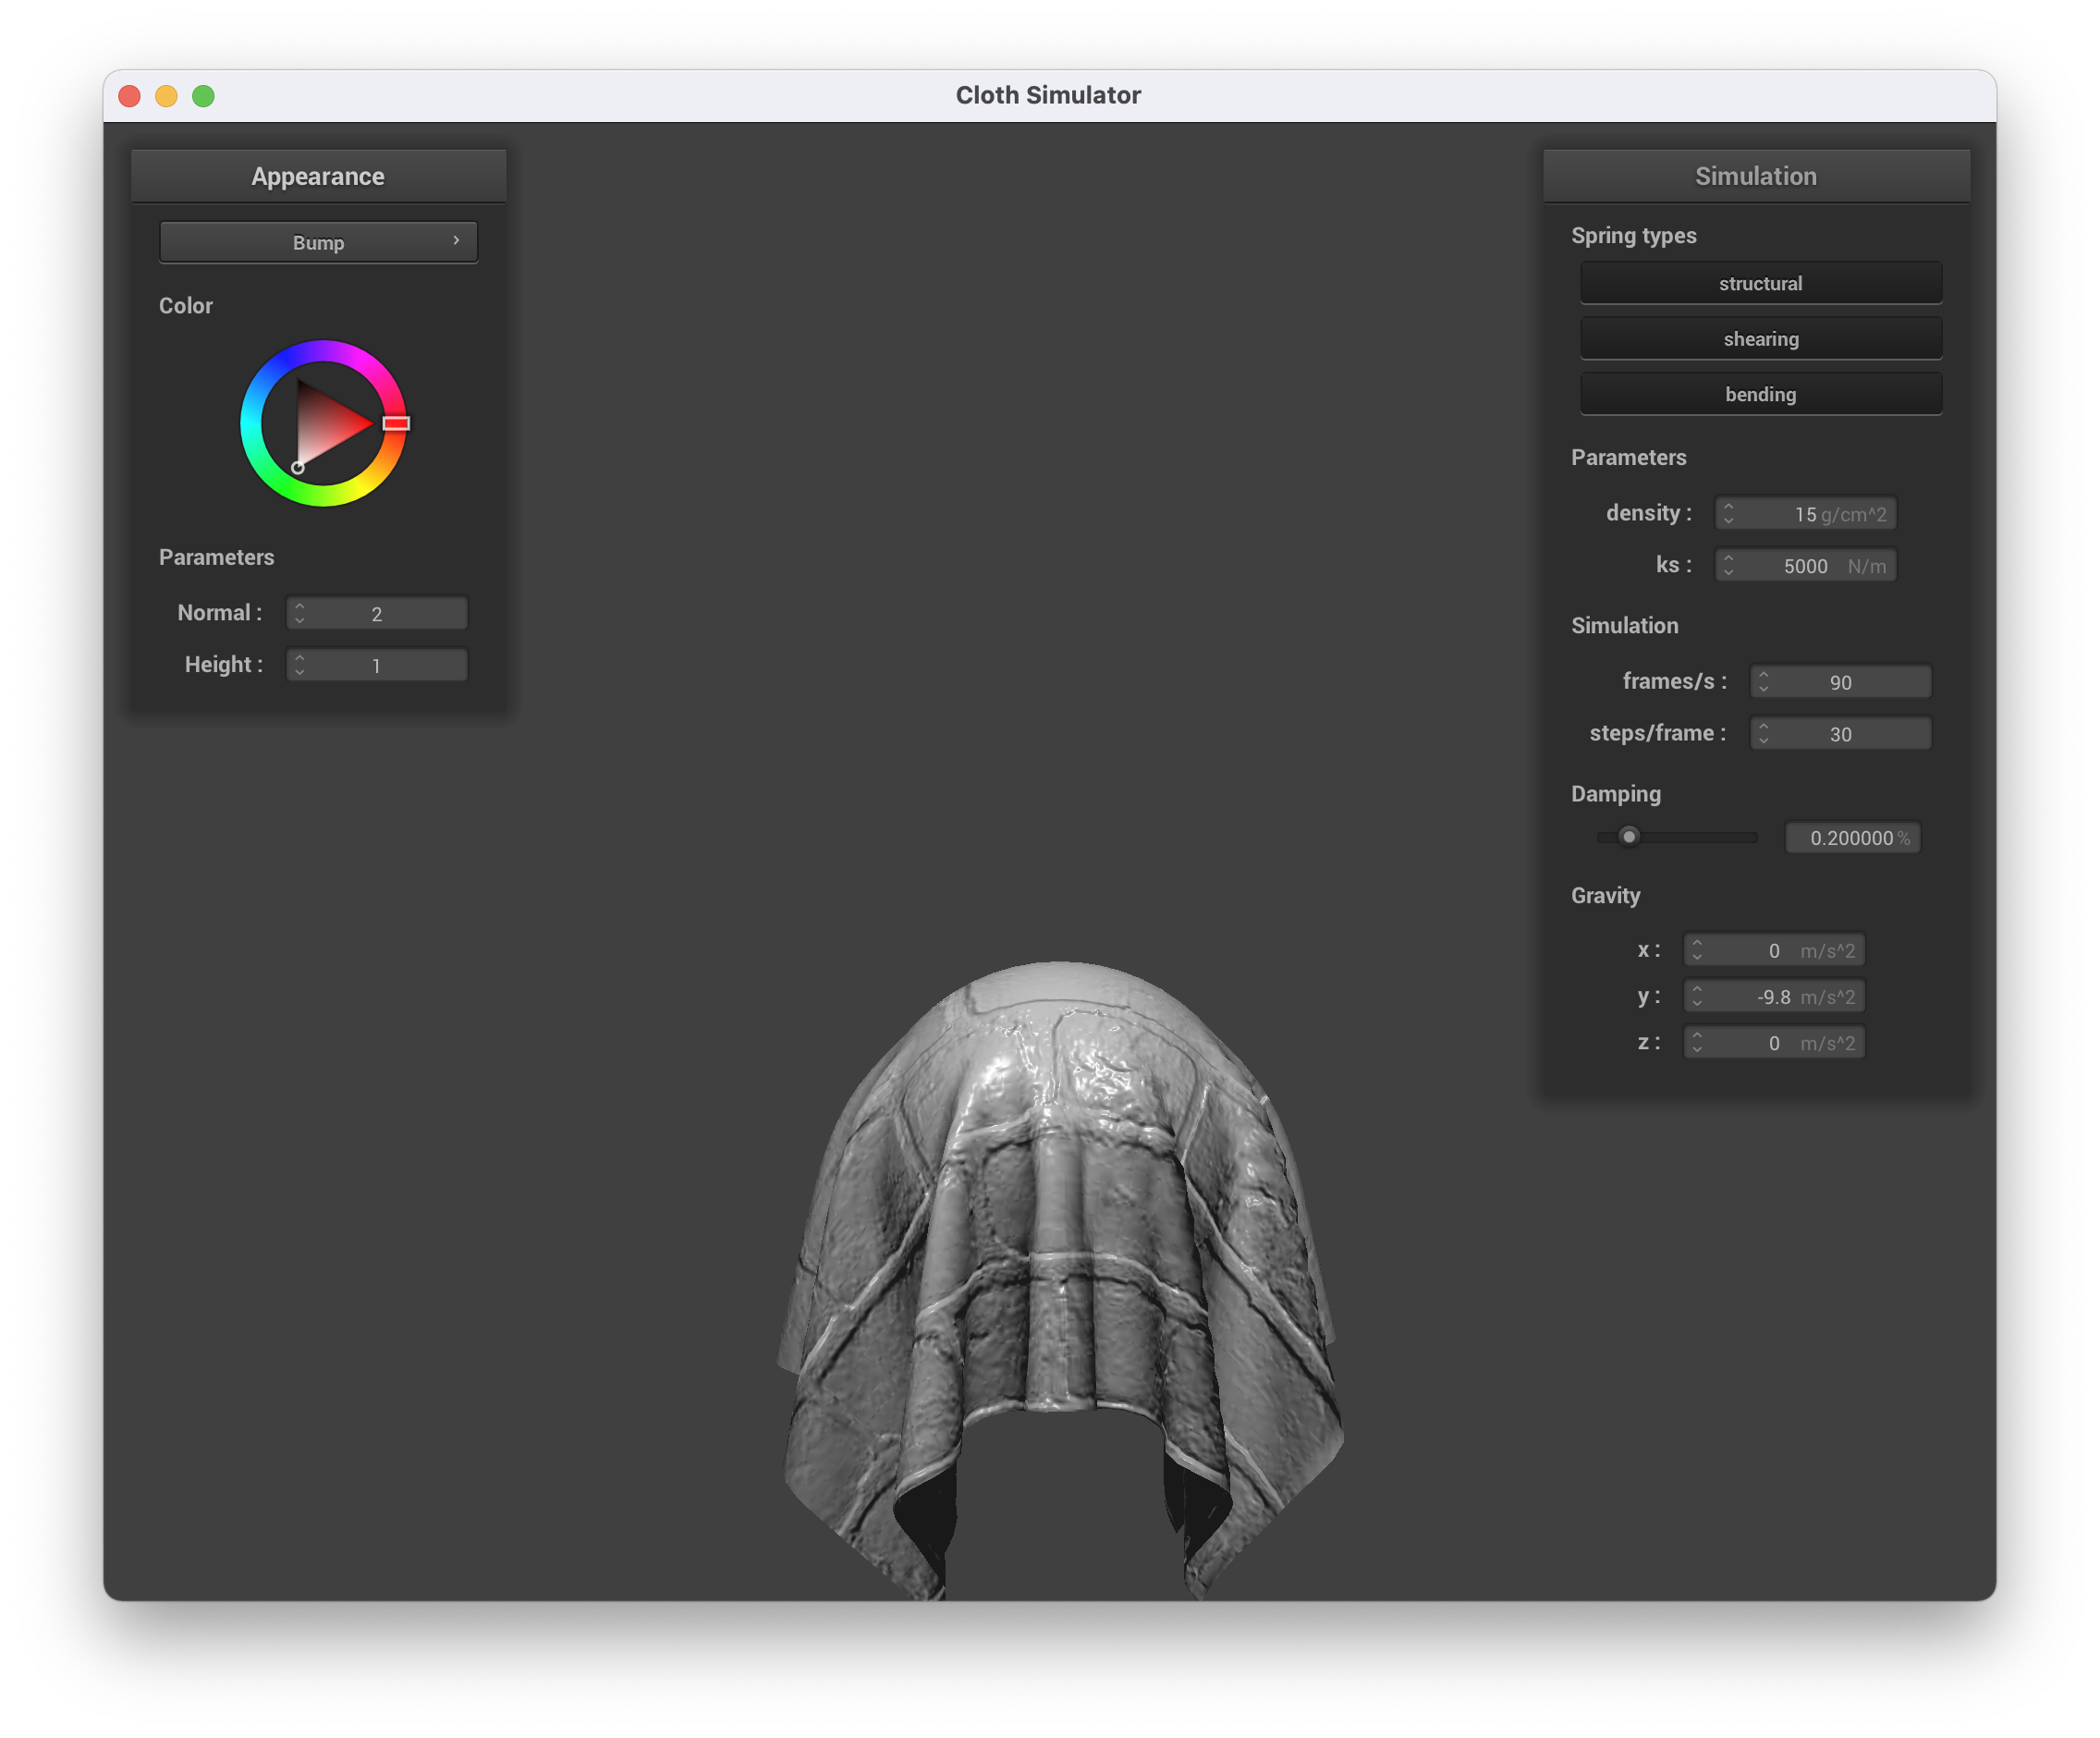 Cloth Simulator
Appearance
Bump
Color
Parameters
Normal : 2
Height : 1
Simulation
Spring types
structural
shearing
bending
Parameters
density : 15 g/cm^2
ks : 5000 N/m
Simulation
frames/s : 90
steps/frame : 30
Damping
0.200000 %
Gravity
x : 0 m/s^2
y : -9.8 m/s^2
z : 0 m/s^2